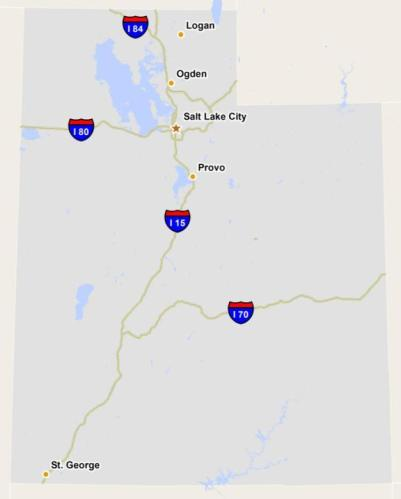 I 84
Logan
Ogden
Salt Lake City
I 80
Provo
I 15
I 70
St. George